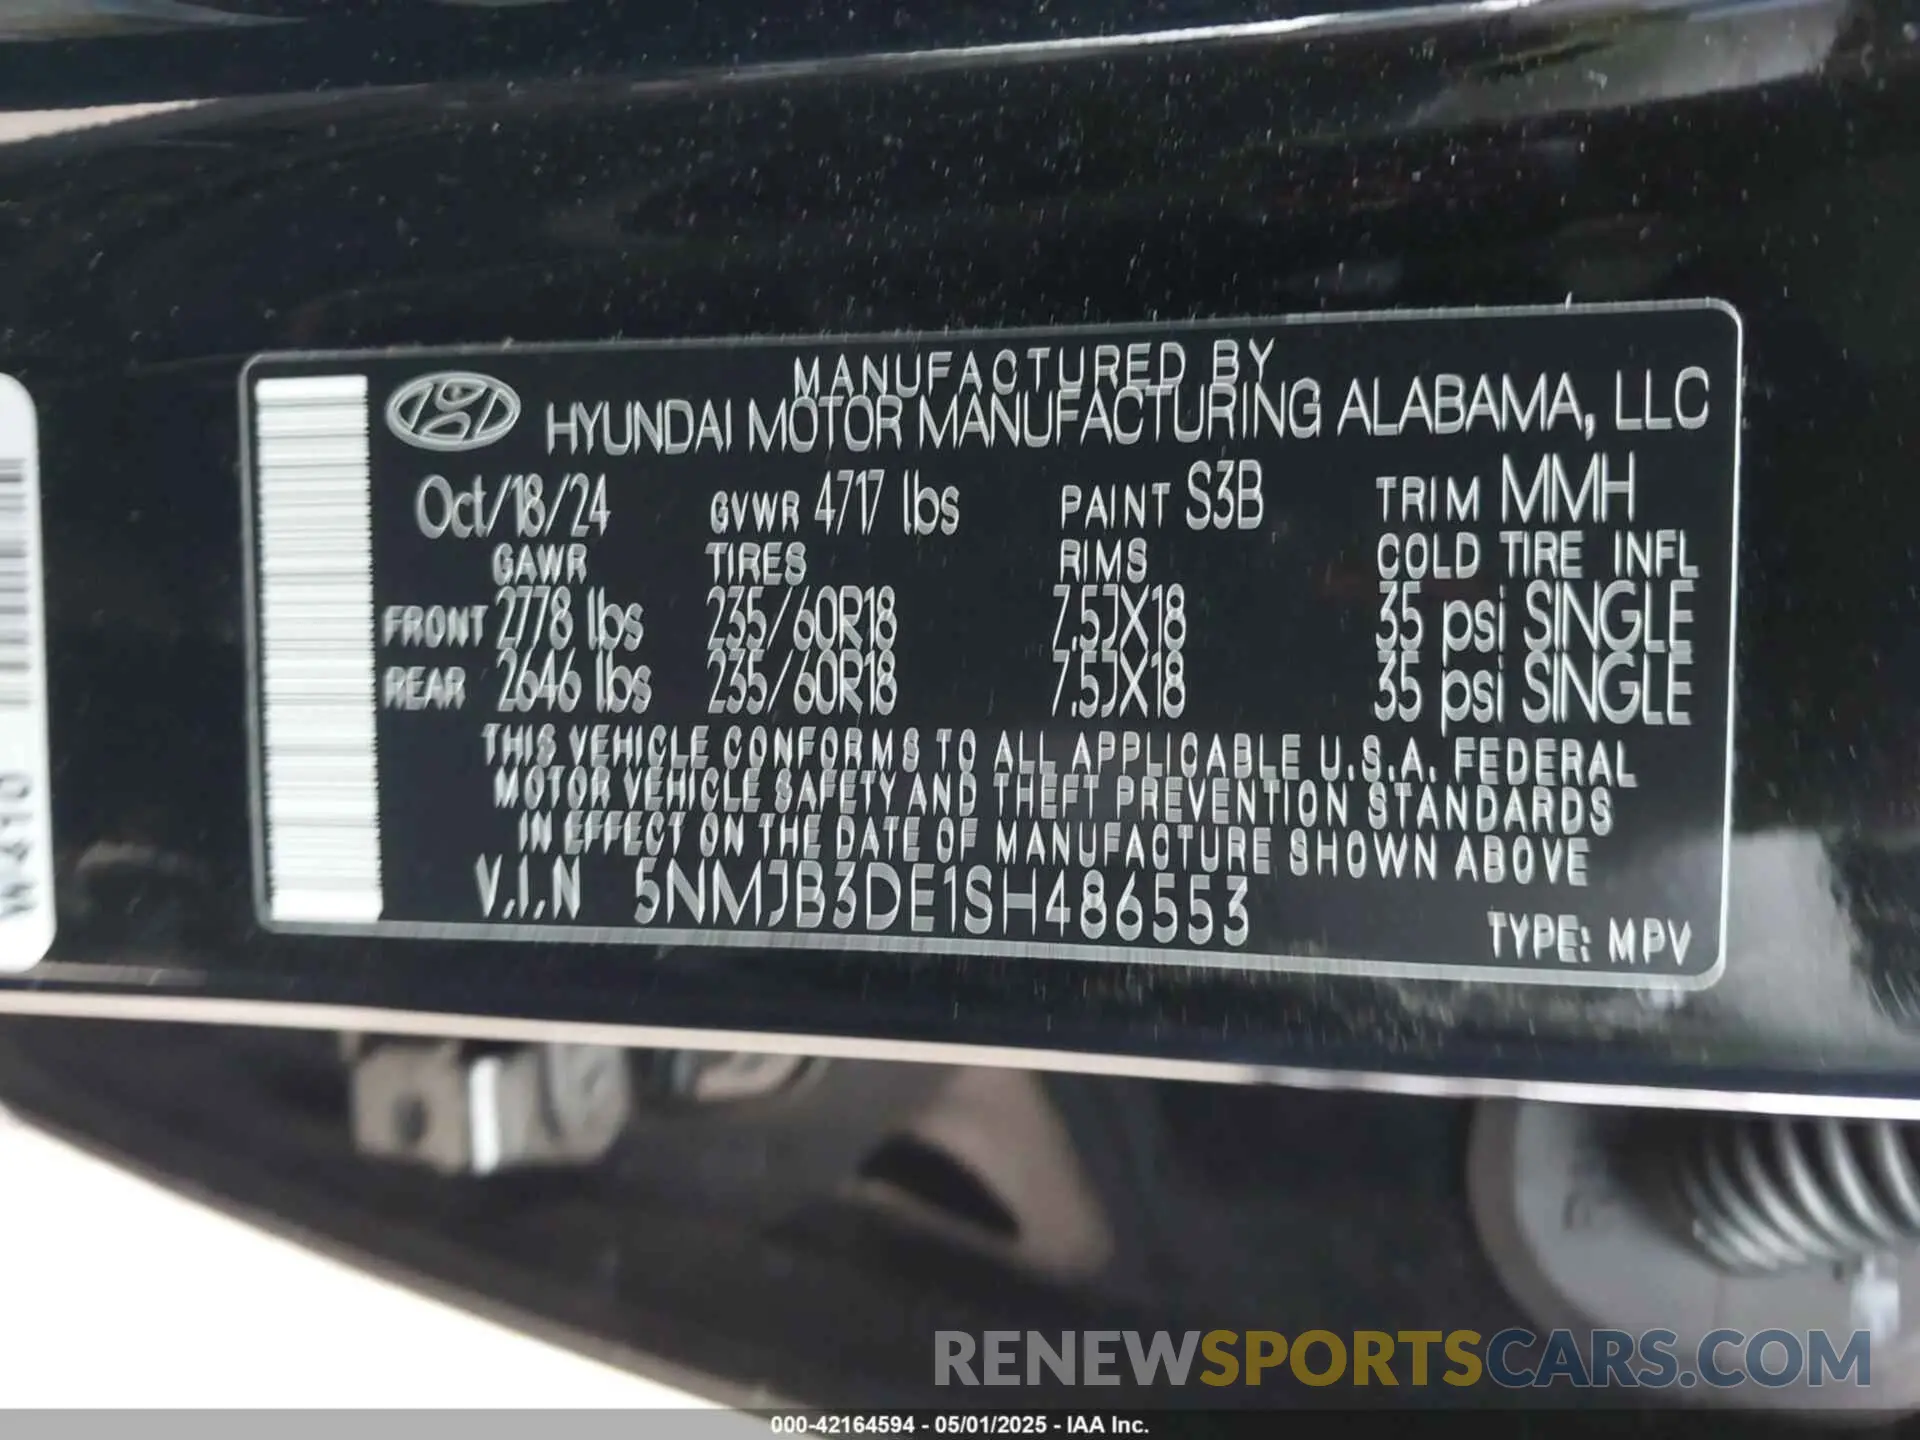 MANUFACTURED BY
HYUNDAI MOTOR MANUFACTURING ALABAMA, LLC
Oct/18/24 GVWR 4717 lbs PAINT S3B TRIM MMH
GAWR TIRES RIMS COLD TIRE INFL
FRONT 2778 lbs 235/60R18 7.5JX18 35 psi SINGLE
REAR 2646 lbs 235/60R18 7.5JX18 35 psi SINGLE
THIS VEHICLE CONFORMS TO ALL APPLICABLE U.S.A. FEDERAL
MOTOR VEHICLE SAFETY AND THEFT PREVENTION STANDARDS
IN EFFECT ON THE DATE OF MANUFACTURE SHOWN ABOVE
V.I.N 5NMJB3DE1SH486553
TYPE: MPV
RENEWSPORTSCARS.COM
000-42164594 - 05/01/2025 - IAA Inc.